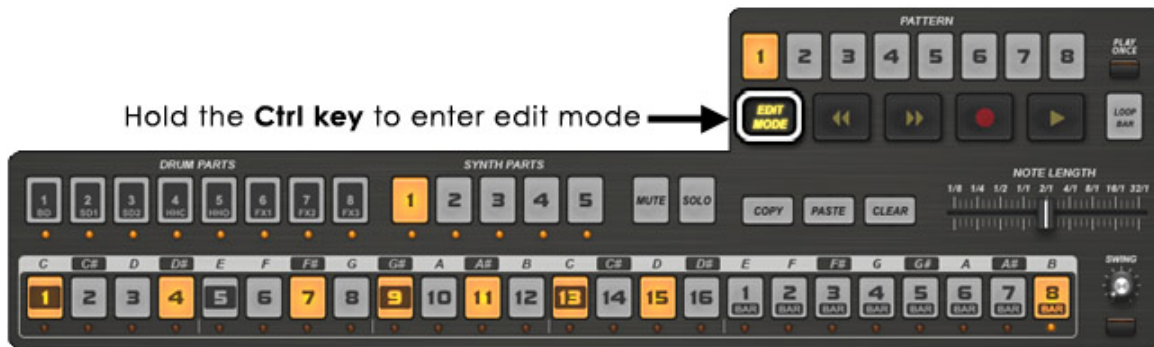 PATTERN
1 2 3 4 5 6 7 8
PLAY
ONCE
Hold the Ctrl key to enter edit mode
EDIT
MODE
LOOP
BAR
DRUM PARTS
SYNTH PARTS
NOTE LENGTH
1/8 1/4 1/2 1/1 2/1 4/1 8/1 16/1 32/1
1 2 3 4 5 6 7 8
BD SD1 SD2 HHC HHO FX1 FX2 FX3
1 2 3 4 5
MUTE SOLO
COPY PASTE CLEAR
C C# D D# E F F# G G# A A# B C C# D D# E F F# G G# A A# B
SWING
1 2 3 4 5 6 7 8 9 10 11 12 13 14 15 16 1 2 3 4 5 6 7 8
BAR BAR BAR BAR BAR BAR BAR BAR